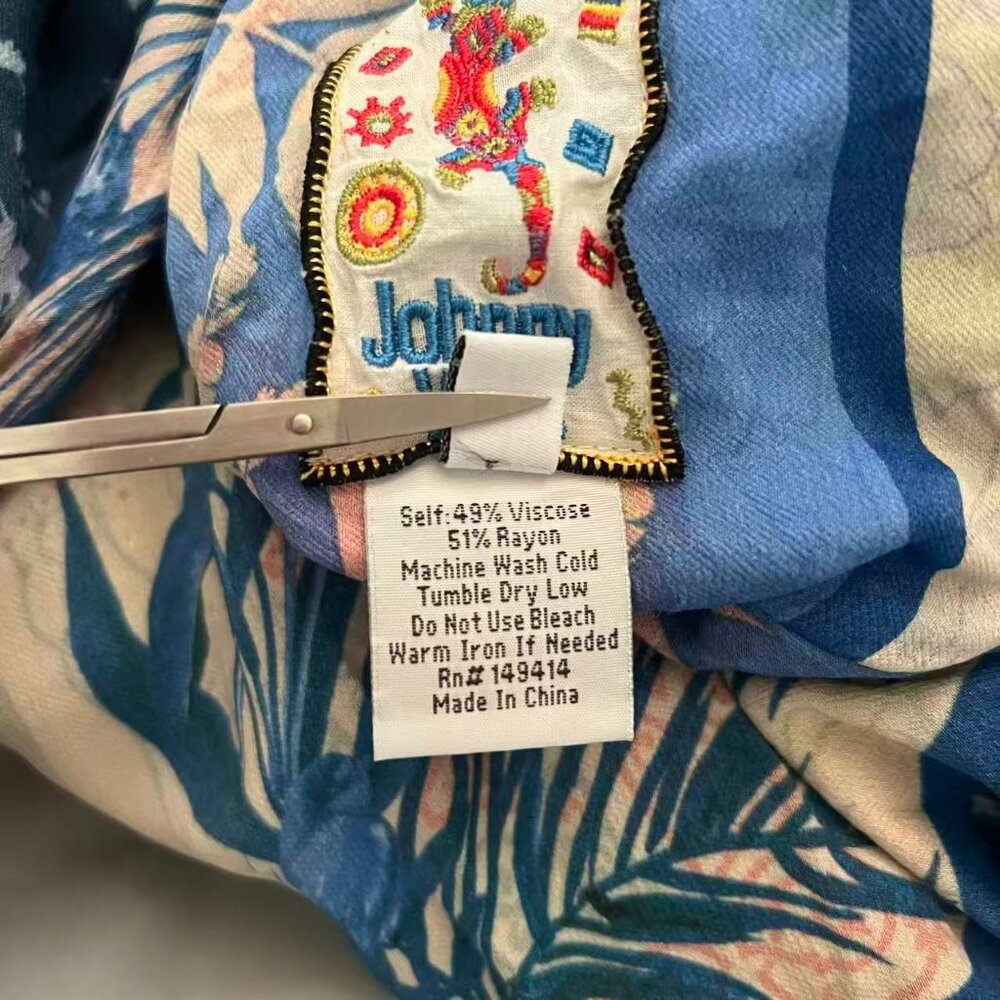 Johnny
Self:49% Viscose
51% Rayon
Machine Wash Cold
Tumble Dry Low
Do Not Use Bleach
Warm Iron If Needed
Rn# 149414
Made In China